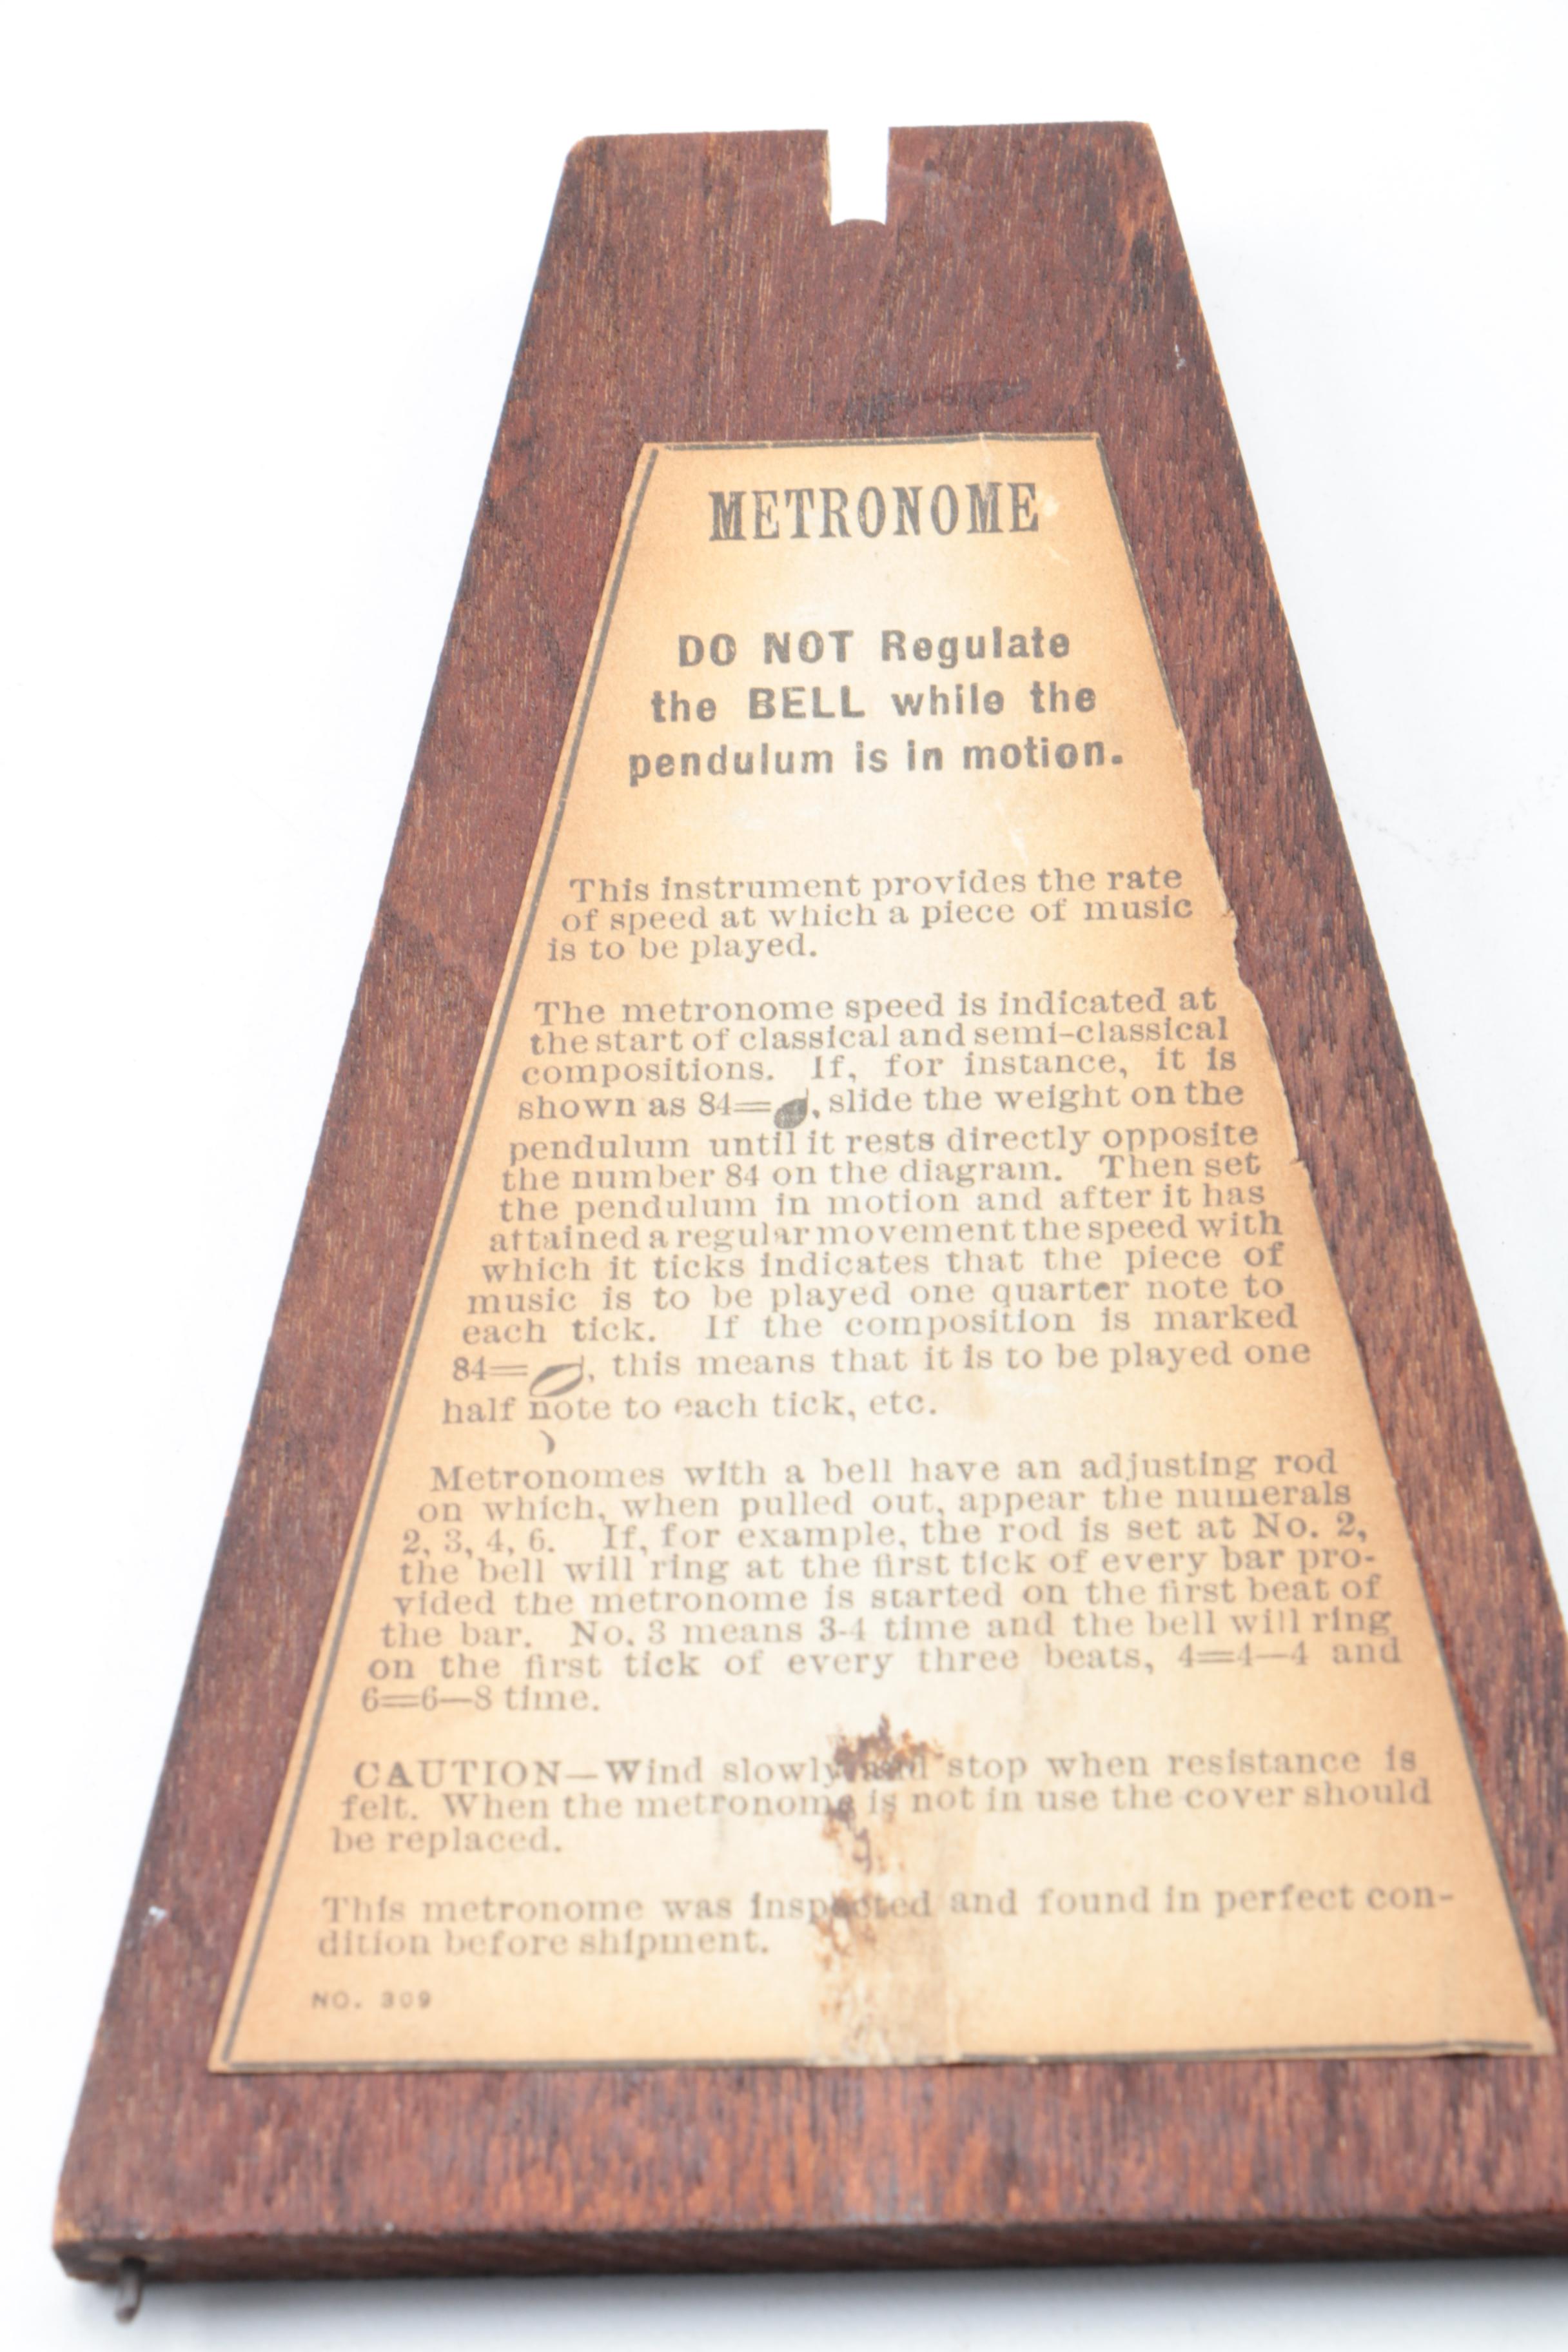 METRONOME
DO NOT Regulate
the BELL while the
pendulum is in motion.
This instrument provides the rate
of speed at which a piece of music
is to be played.
The metronome speed is indicated at
the start of classical and semi-classical
compositions. If, for instance, it is
shown as 84=♩, slide the weight on the
pendulum until it rests directly opposite
the number 84 on the diagram. Then set
the pendulum in motion and after it has
attained a regular movement the speed with
which it ticks indicates that the piece of
music is to be played one quarter note to
each tick. If the composition is marked
84=𝅗𝅥, this means that it is to be played one
half note to each tick, etc.
Metronomes with a bell have an adjusting rod
on which, when pulled out, appear the numerals
2, 3, 4, 6. If, for example, the rod is set at No. 2,
the bell will ring at the first tick of every bar pro-
vided the metronome is started on the first beat of
the bar. No. 3 means 3-4 time and the bell will ring
on the first tick of every three beats, 4=4—4 and
6=6—8 time.
CAUTION—Wind slowly and stop when resistance is
felt. When the metronome is not in use the cover should
be replaced.
This metronome was inspected and found in perfect con-
dition before shipment.
NO. 309